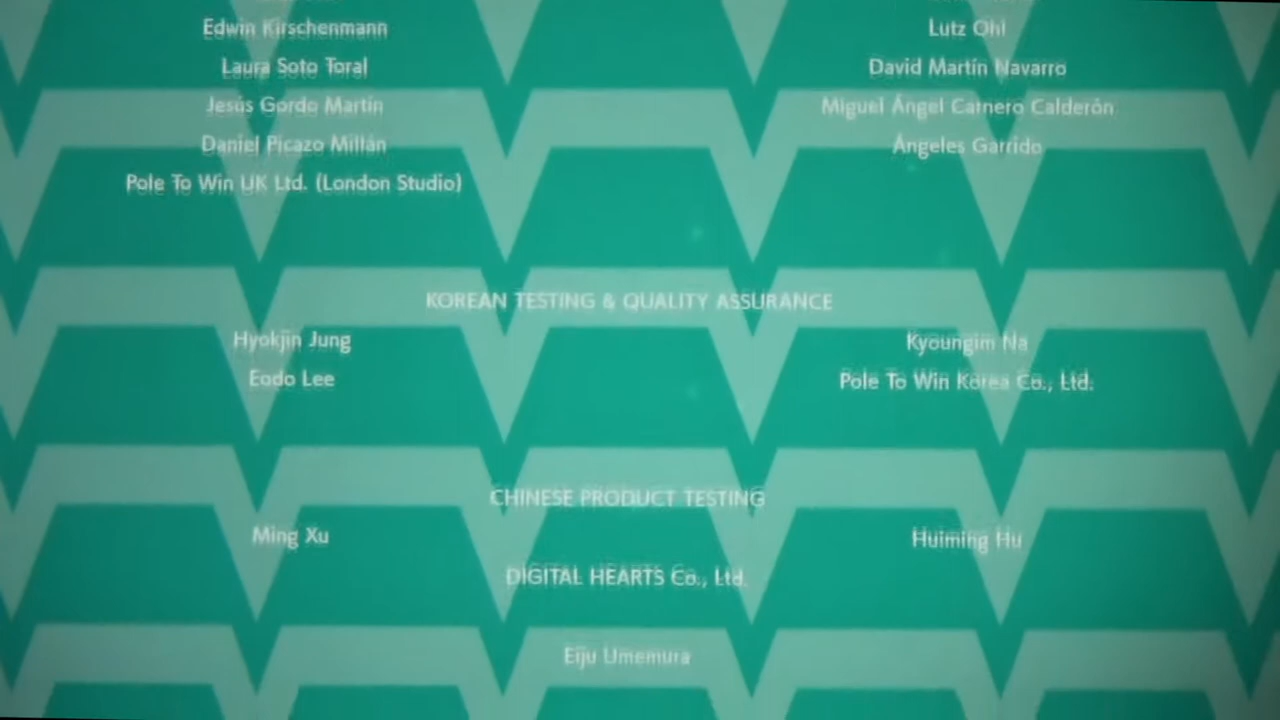 Edwin Kirschenmann Lutz Ohl
Laura Soto Toral David Martín Navarro
Jesús Gordo Martín Miguel Ángel Carnero Calderón
Daniel Picazo Millán Ángeles Garrido
Pole To Win UK Ltd. (London Studio)
KOREAN TESTING & QUALITY ASSURANCE
Hyokjin Jung Kyoungim Na
Eodo Lee Pole To Win Korea Co., Ltd.
CHINESE PRODUCT TESTING
Ming Xu Huiming Hu
DIGITAL HEARTS Co., Ltd.
Eiju Umemura